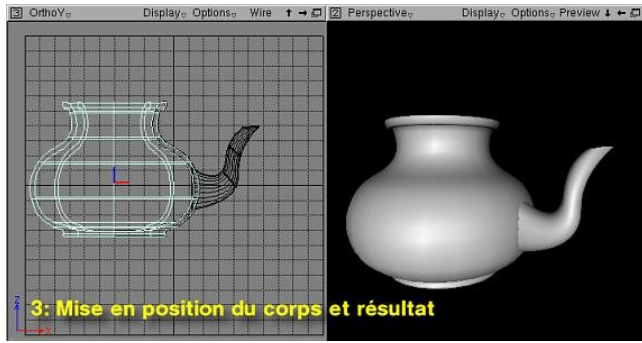 3 OrthoY Display Options Wire
2 Perspective Display Options Preview
Z
X
3: Mise en position du corps et résultat